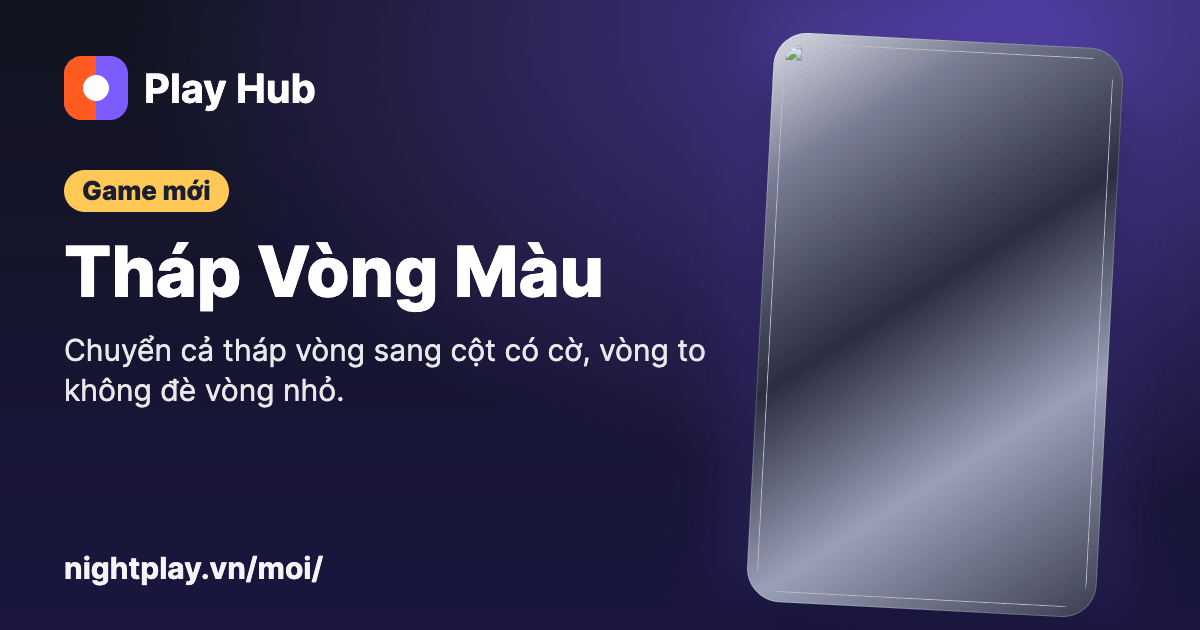 Play Hub
Game mới
Tháp Vòng Màu
Chuyển cả tháp vòng sang cột có cờ, vòng to
không đè vòng nhỏ.
nightplay.vn/moi/